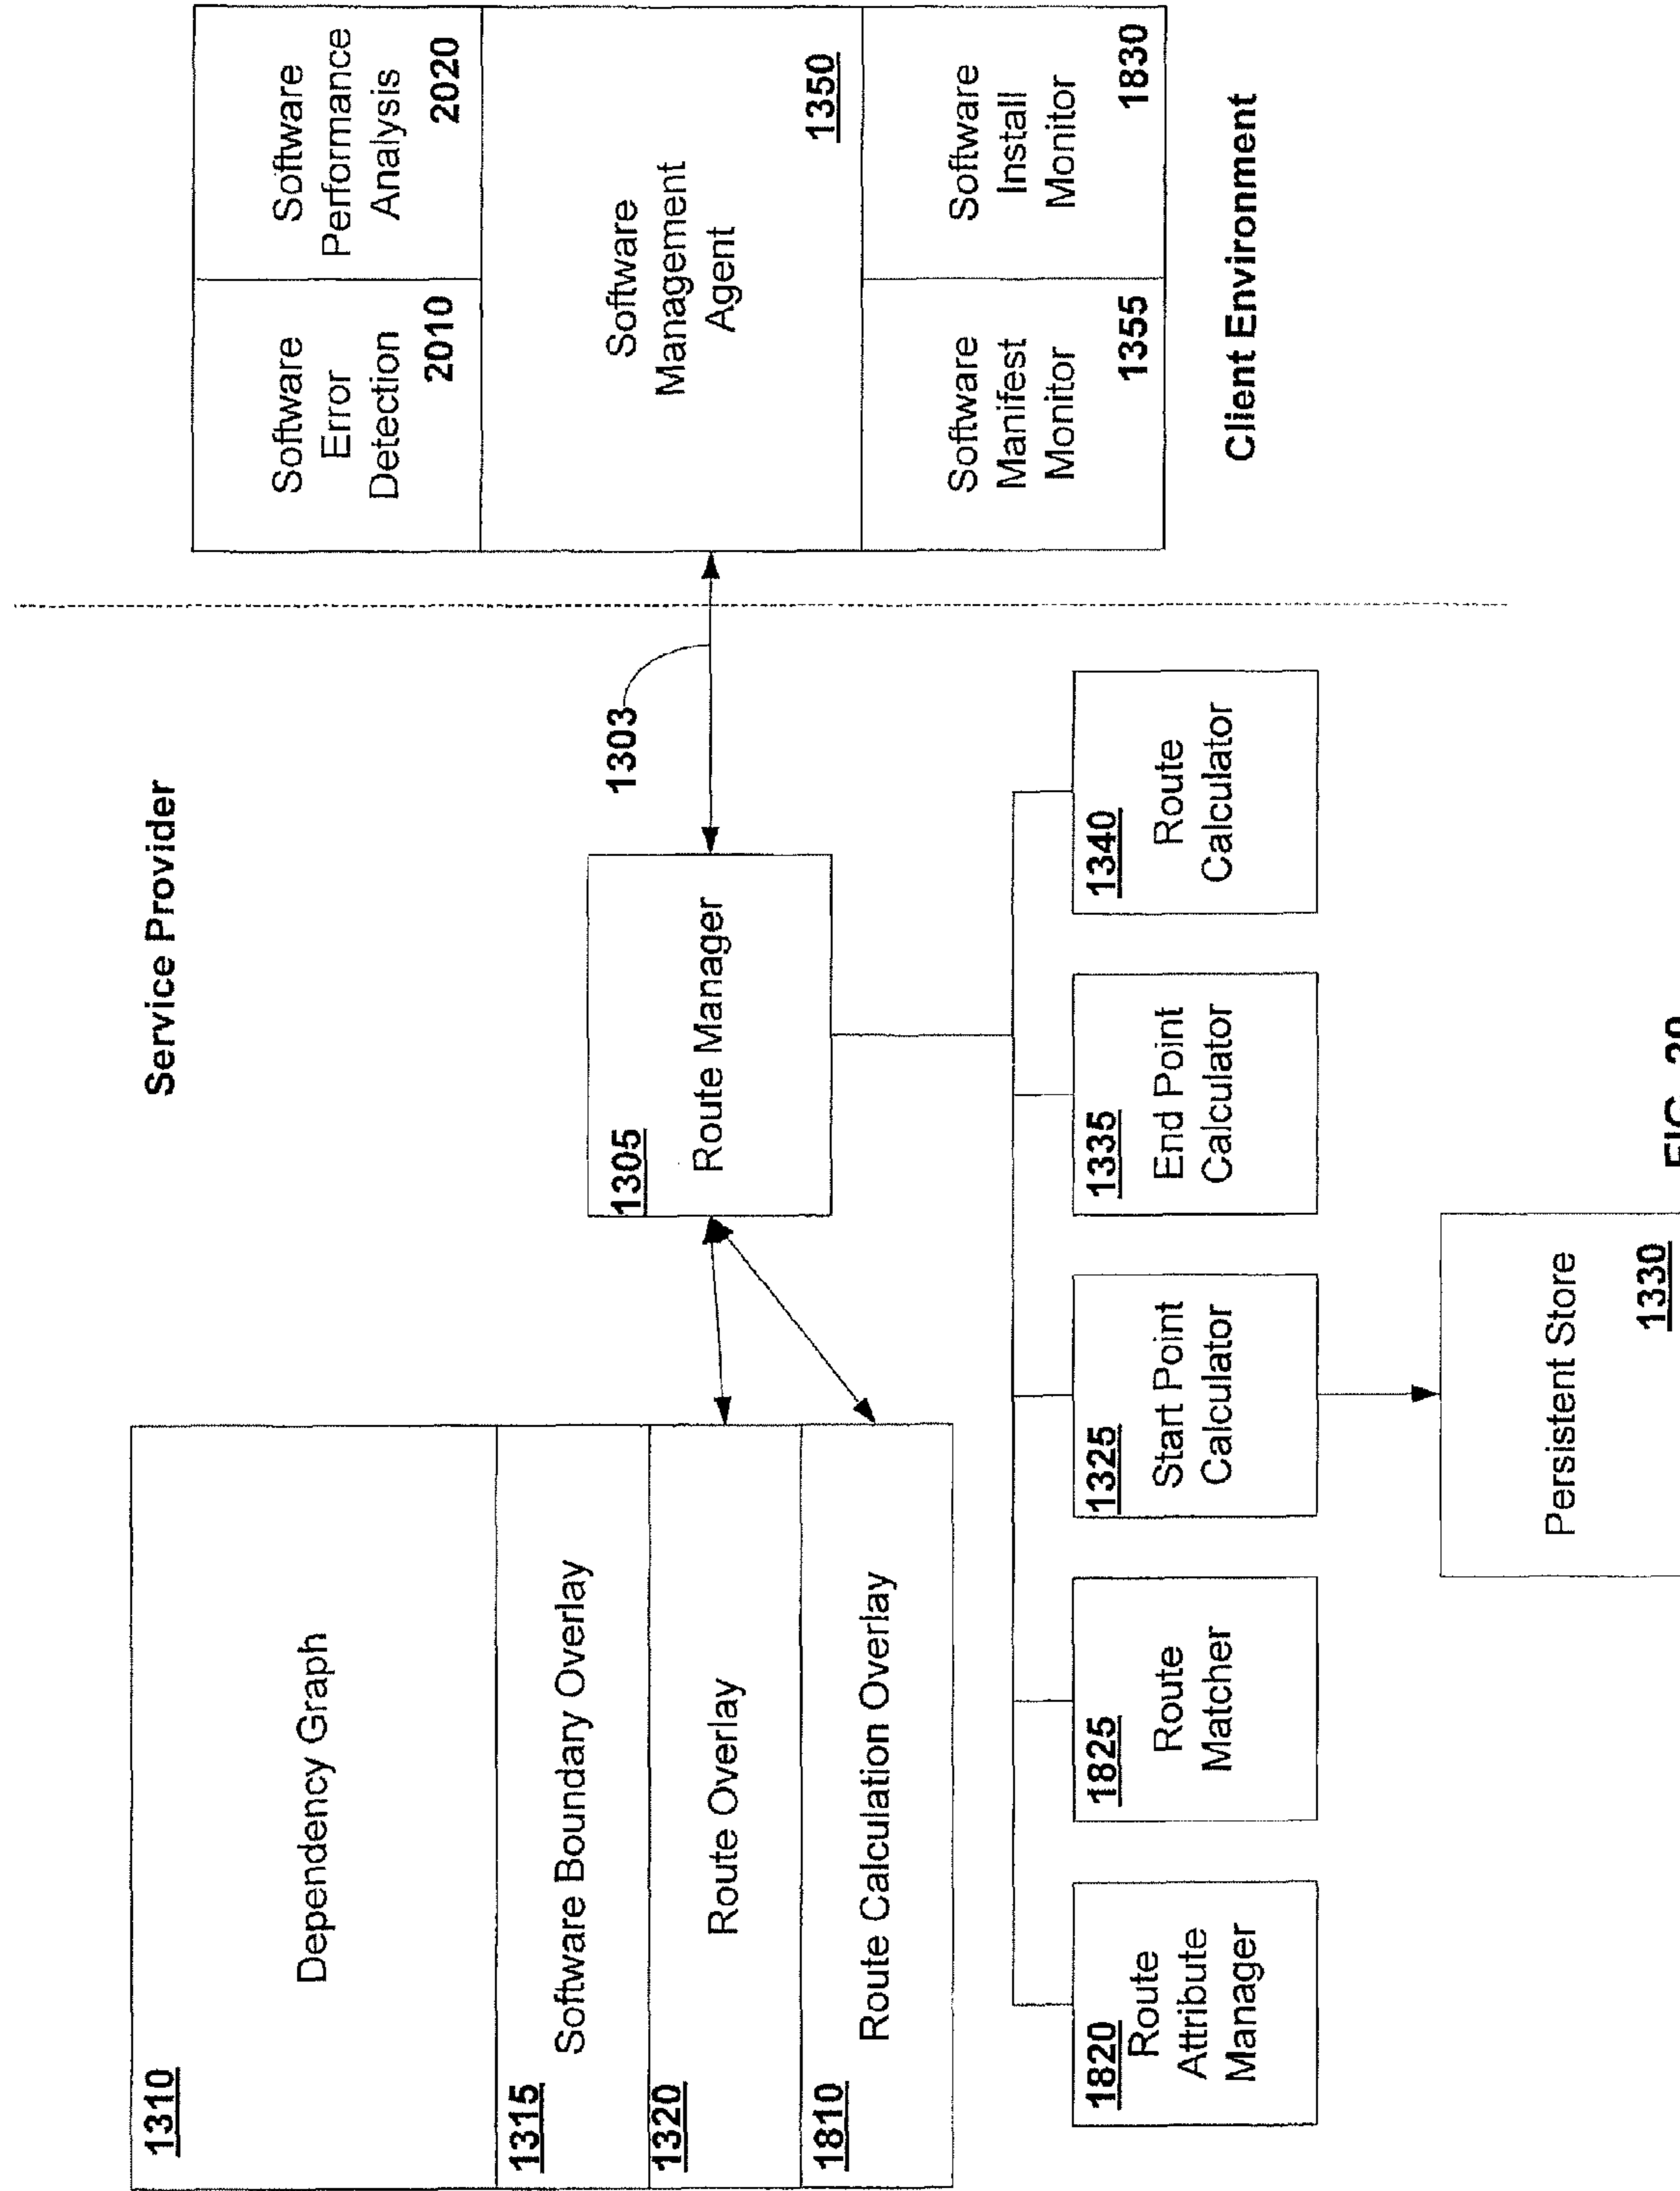 Service Provider
1310
Dependency Graph
1315
Software Boundary Overlay
1320
Route Overlay
1810
Route Calculation Overlay
1305
Route Manager
1303
1820
Route
Attribute
Manager
1825
Route
Matcher
1325
Start Point
Calculator
1335
End Point
Calculator
1340
Route
Calculator
Persistent Store
1330
Software
Error
Detection
2010
Software
Performance
Analysis
2020
Software
Management
Agent
1350
Software
Manifest
Monitor
1355
Software
Install
Monitor
1830
Client Environment